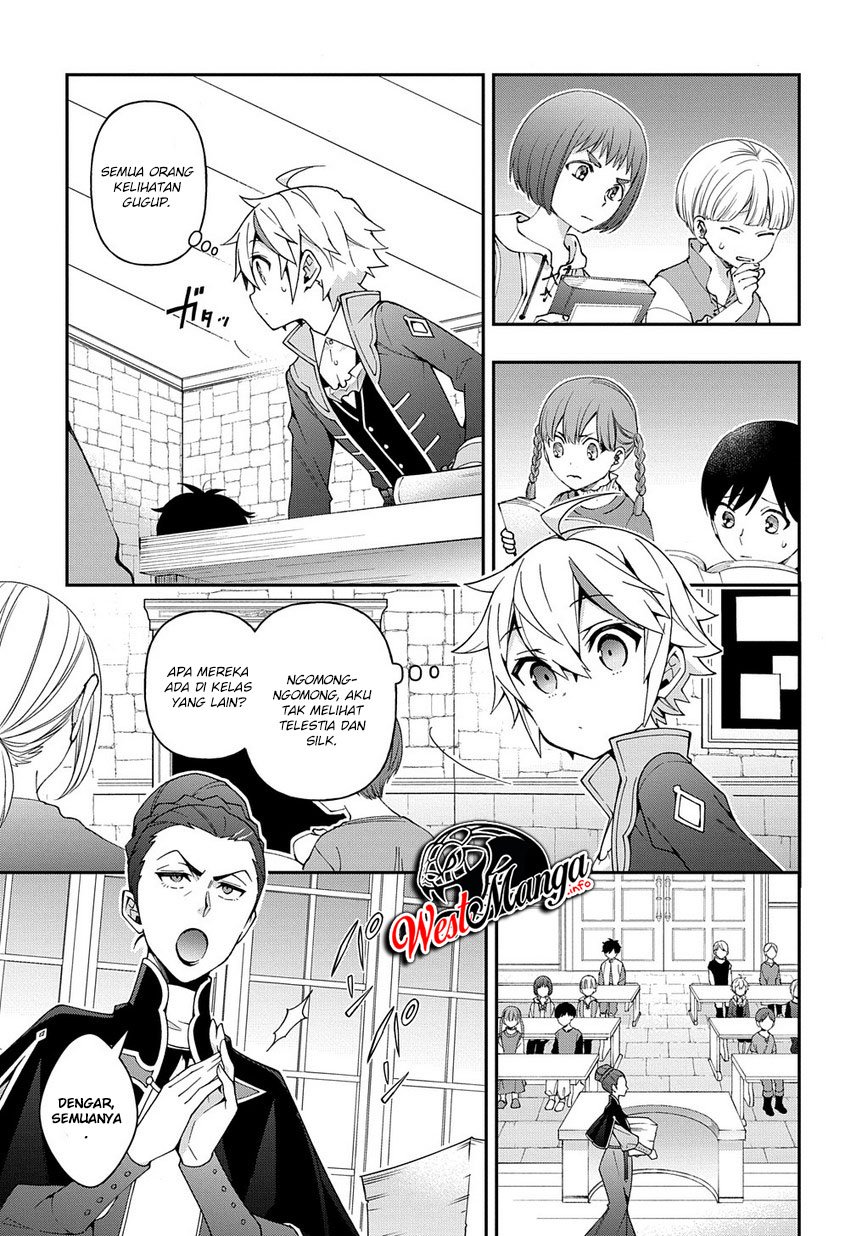 SEMUA ORANG
KELIHATAN
GUGUP.
ガタッ
NGOMONG-
NGOMONG, AKU
TAK MELIHAT
TELESTIA DAN
SILK.
APA MEREKA
ADA DI KELAS
YANG LAIN?
WestManga
.info
パン
パン
DENGAR,
SEMUANYA
.